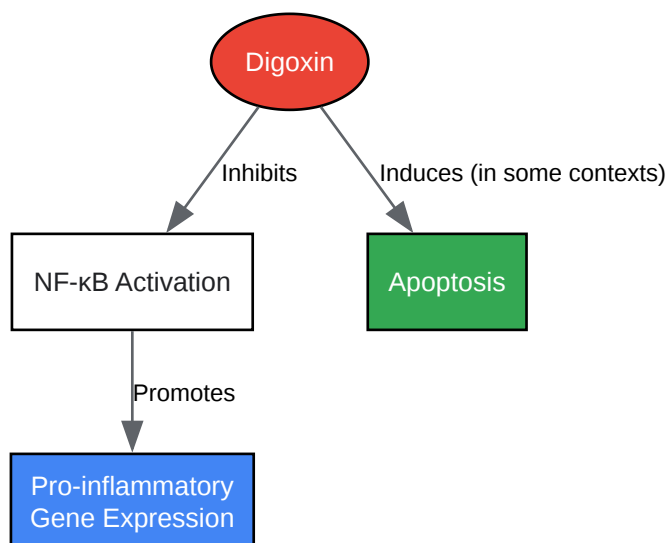 Digoxin
Inhibits
Induces (in some contexts)
NF-κB Activation
Apoptosis
Promotes
Pro-inflammatory
Gene Expression